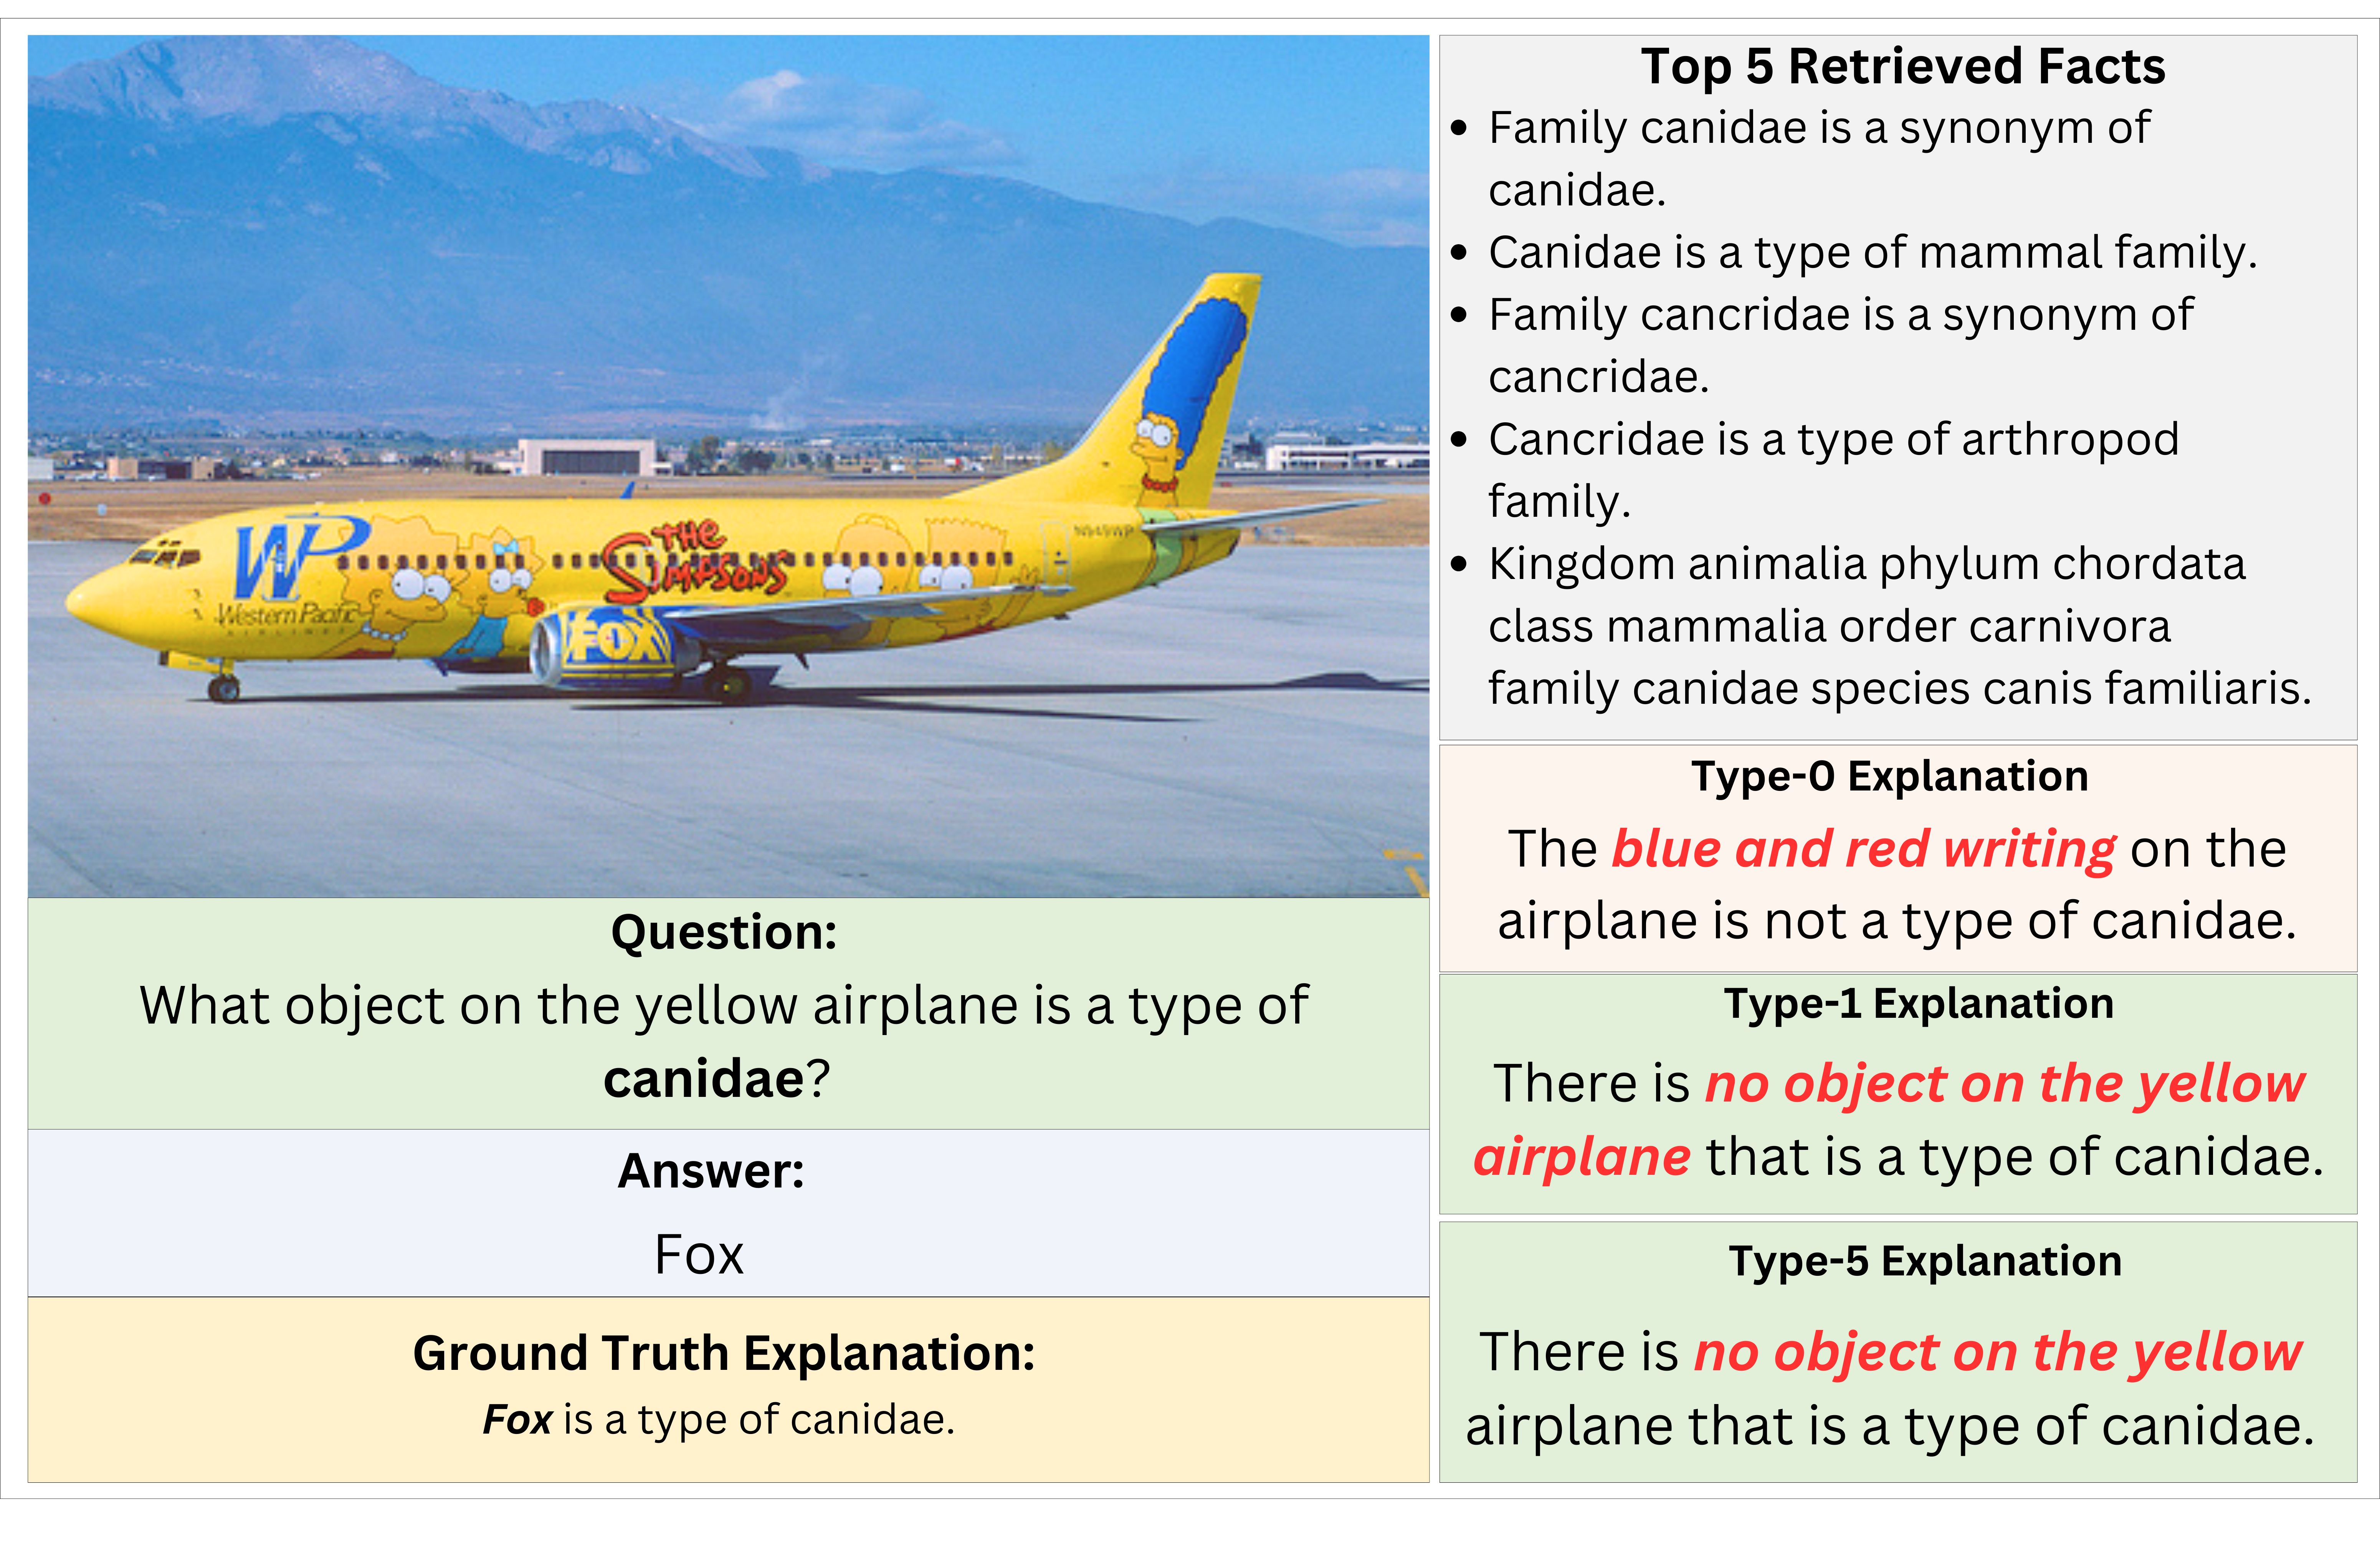 WP
Western Pacific
AIRLINES
THE
SIMPSONS
FOX
N949WP
Question:
What object on the yellow airplane is a type of
canidae?
Answer:
Fox
Ground Truth Explanation:
Fox is a type of canidae.
Top 5 Retrieved Facts
• Family canidae is a synonym of
canidae.
• Canidae is a type of mammal family.
• Family cancridae is a synonym of
cancridae.
• Cancridae is a type of arthropod
family.
• Kingdom animalia phylum chordata
class mammalia order carnivora
family canidae species canis familiaris.
Type-0 Explanation
The blue and red writing on the
airplane is not a type of canidae.
Type-1 Explanation
There is no object on the yellow
airplane that is a type of canidae.
Type-5 Explanation
There is no object on the yellow
airplane that is a type of canidae.